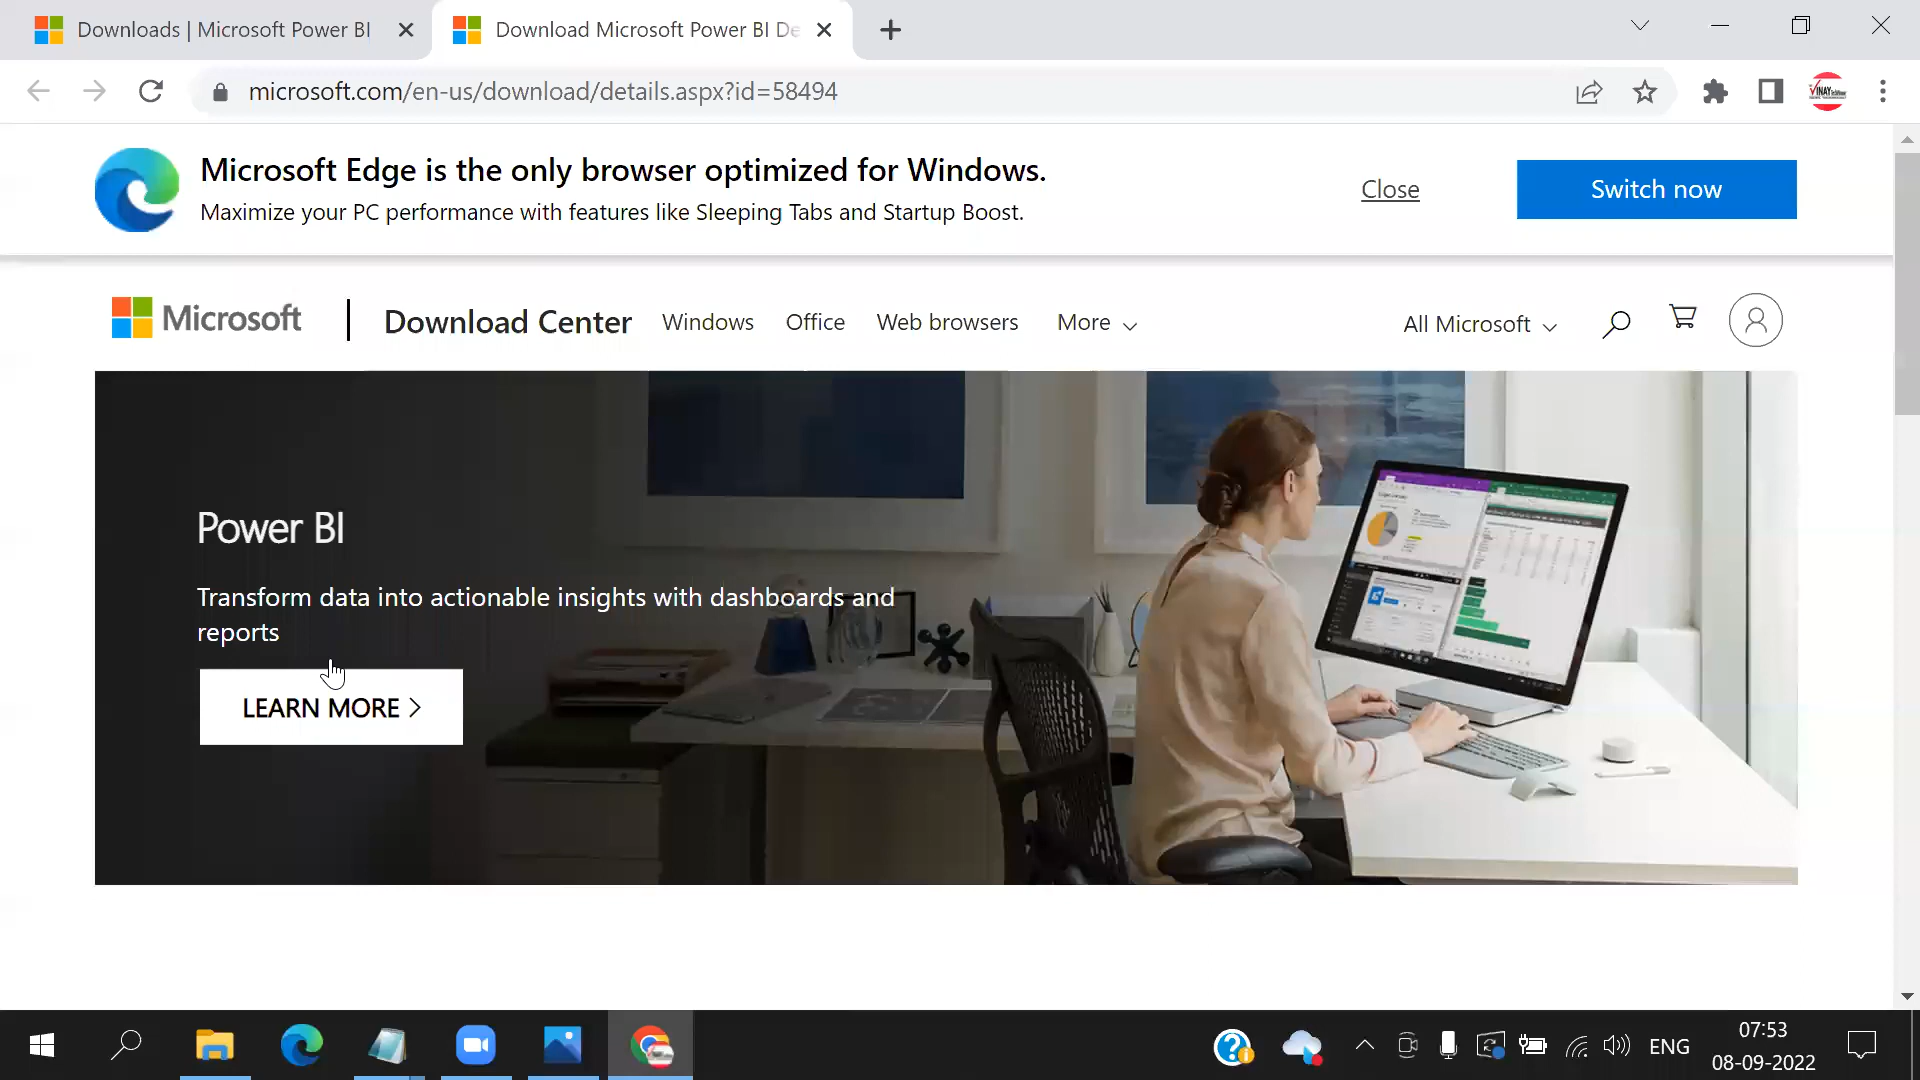 Downloads | Microsoft Power BI
Download Microsoft Power BI De
microsoft.com/en-us/download/details.aspx?id=58494
Microsoft Edge is the only browser optimized for Windows.
Maximize your PC performance with features like Sleeping Tabs and Startup Boost.
Close
Switch now
Microsoft
Download Center
Windows
Office
Web browsers
More
All Microsoft
Power BI
Transform data into actionable insights with dashboards and
reports
LEARN MORE
ENG
07:53
08-09-2022